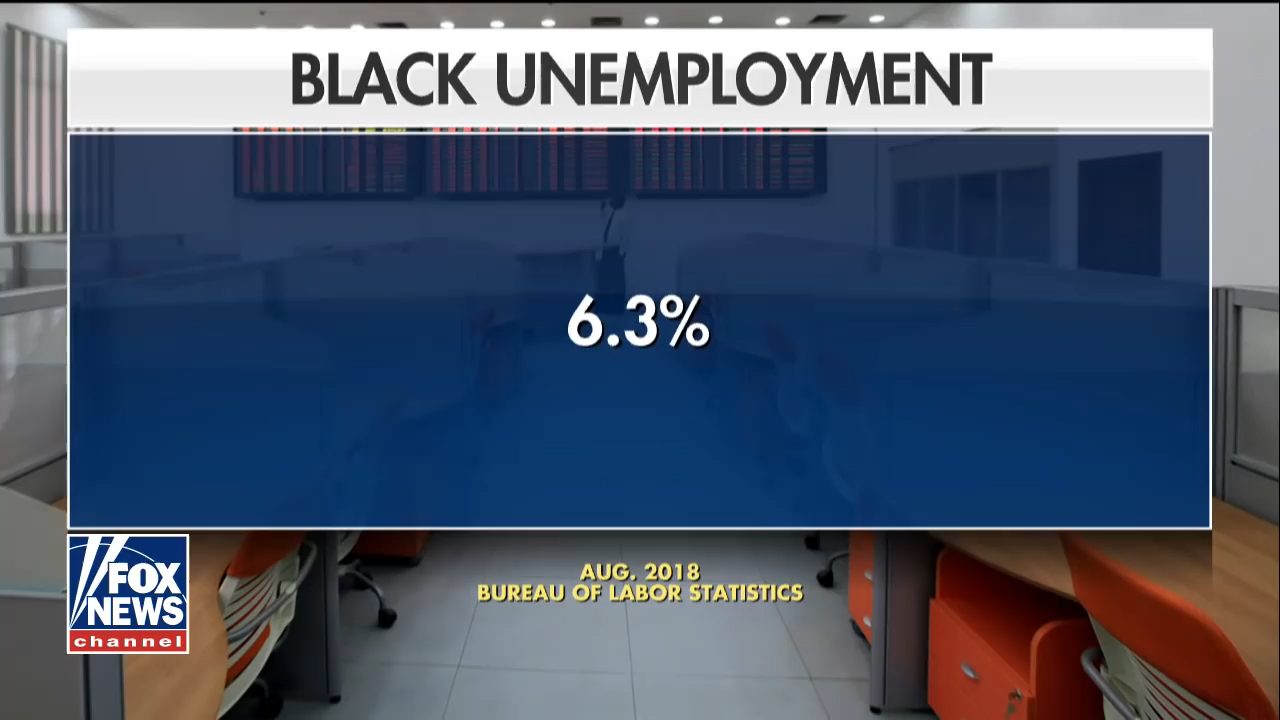 BLACK UNEMPLOYMENT
6.3%
AUG. 2018
BUREAU OF LABOR STATISTICS
FOX
NEWS
channel